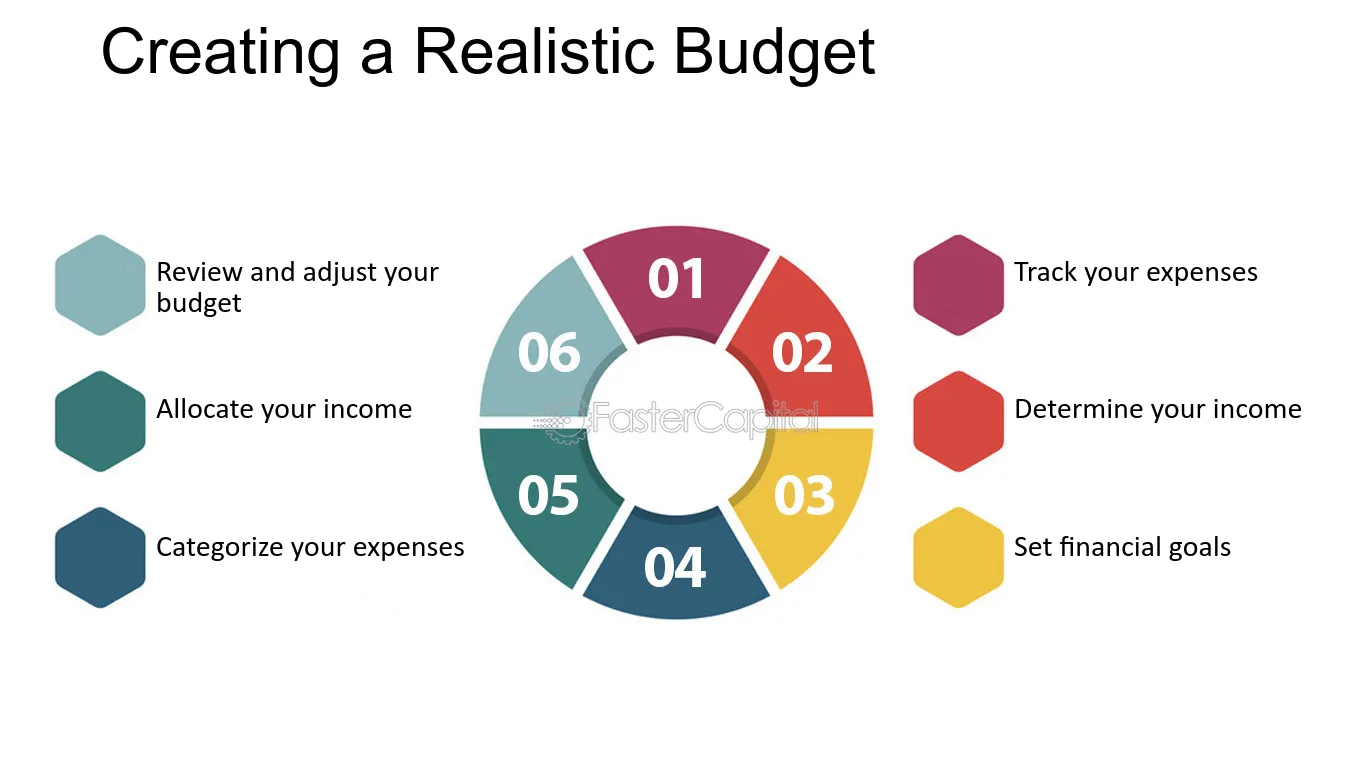 Creating a Realistic Budget
Review and adjust your
budget
Allocate your income
Categorize your expenses
01
02
03
04
05
06
FasterCapital
Track your expenses
Determine your income
Set financial goals